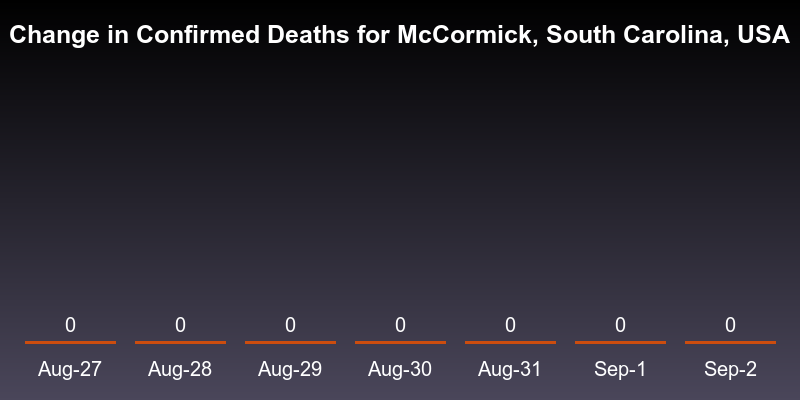 Change in Confirmed Deaths for McCormick, South Carolina, USA
0 0 0 0 0 0 0
Aug-27 Aug-28 Aug-29 Aug-30 Aug-31 Sep-1 Sep-2